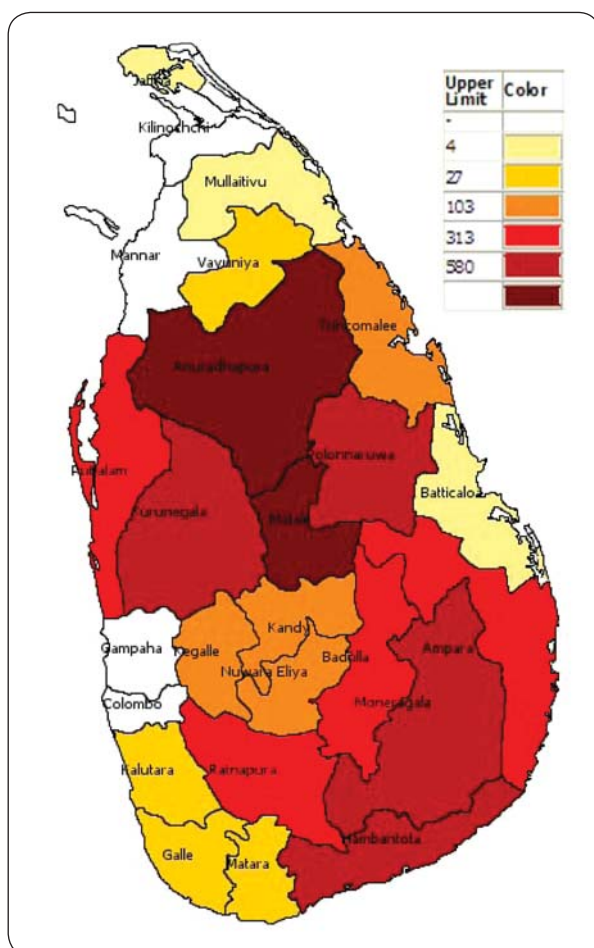 Upper Limit Color
-
4
27
103
313
580
Jaffna
Kilinochchi
Mullaitivu
Mannar
Vavuniya
Trincomalee
Anuradhapura
Polonnaruwa
Puttalam
Batticaloa
Kurunegala
Matale
Kandy
Gampaha
Kegalle
Nuwara Eliya
Badulla
Ampara
Colombo
Moneragala
Kalutara
Ratnapura
Hambantota
Galle
Matara